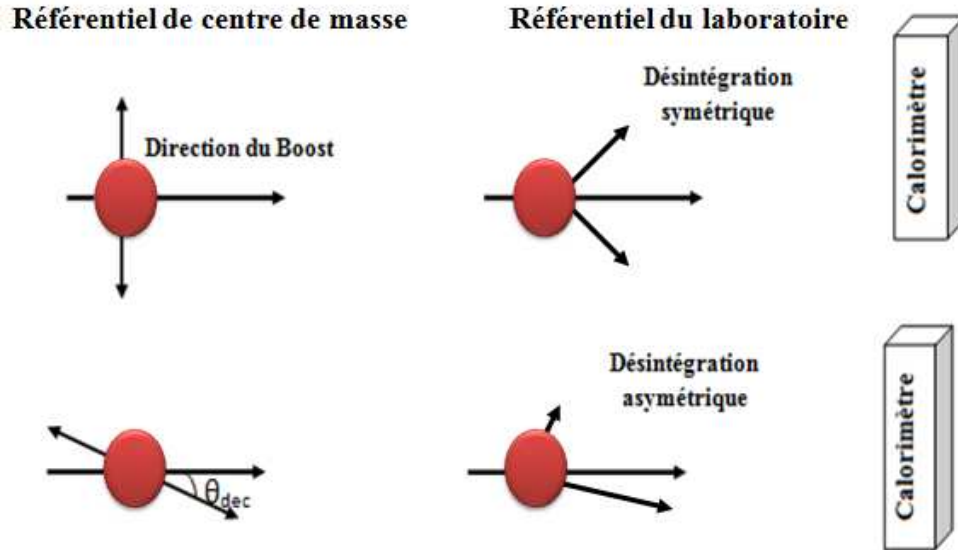 Référentiel de centre de masse
Référentiel du laboratoire
Désintégration
symétrique
Direction du Boost
Calorimètre
Désintégration
asymétrique
θdec
Calorimètre